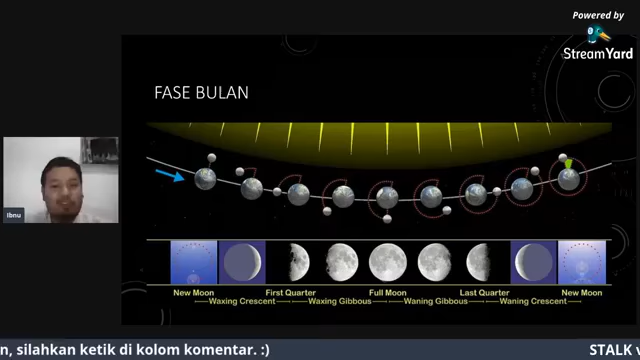 Powered by
StreamYard
FASE BULAN
Ibnu
New Moon First Quarter Full Moon Last Quarter New Moon
Waxing Crescent Waxing Gibbous Waning Gibbous Waning Crescent
n, silahkan ketik di kolom komentar. :) STALK